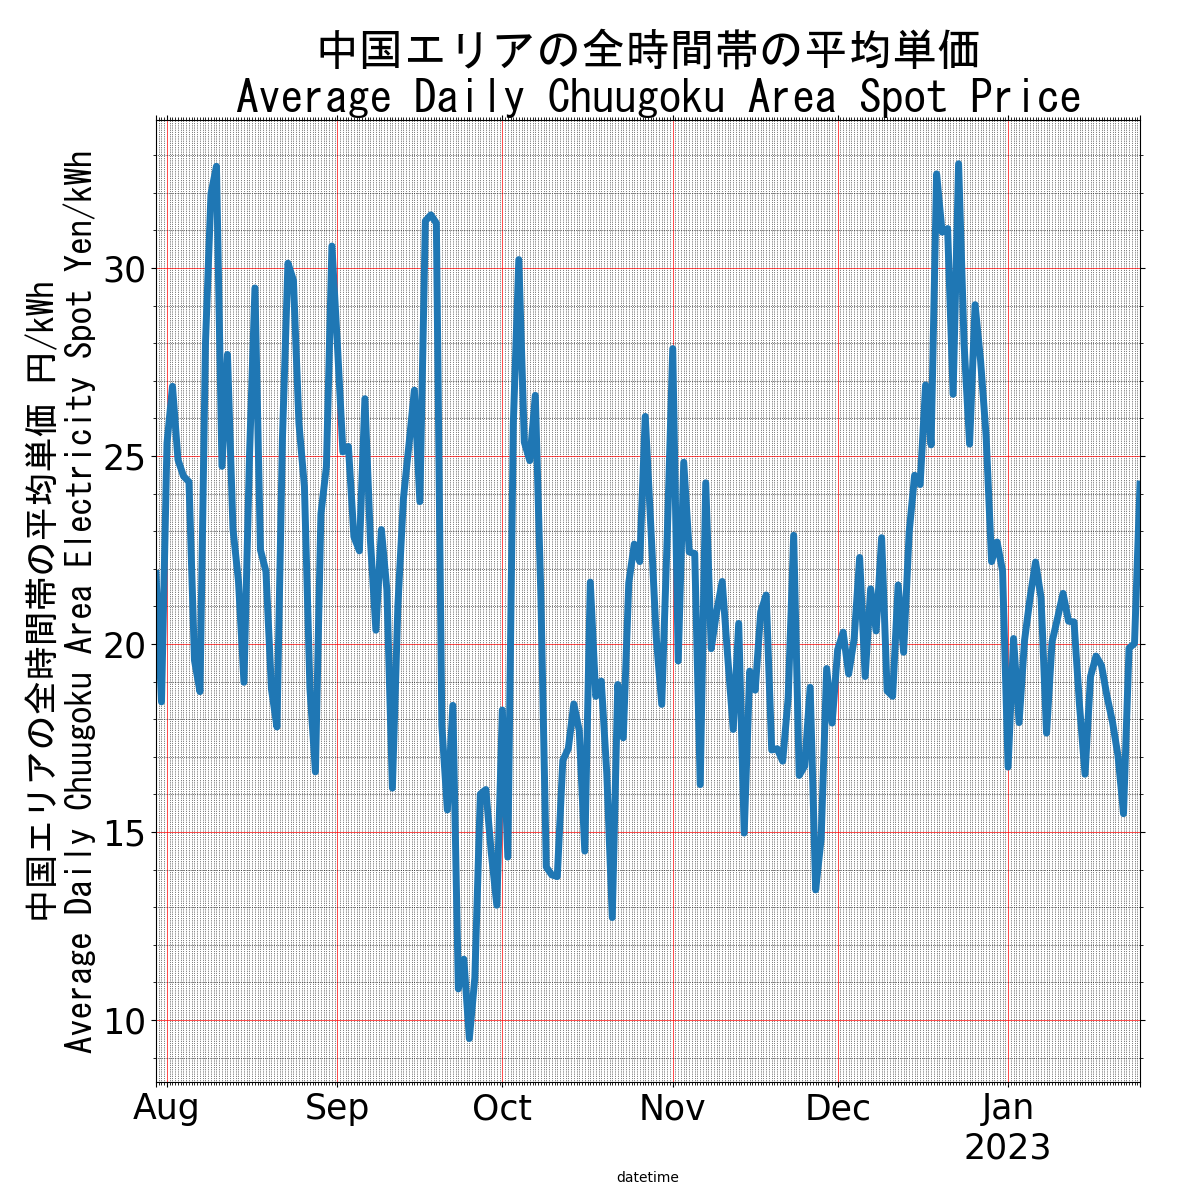 中国エリアの全時間帯の平均単価
Average Daily Chuugoku Area Spot Price
中国エリアの全時間帯の平均単価 円/kWh
Average Daily Chuugoku Area Electricity Spot Yen/kWh
30
25
20
15
10
Aug Sep Oct Nov Dec Jan
2023
datetime